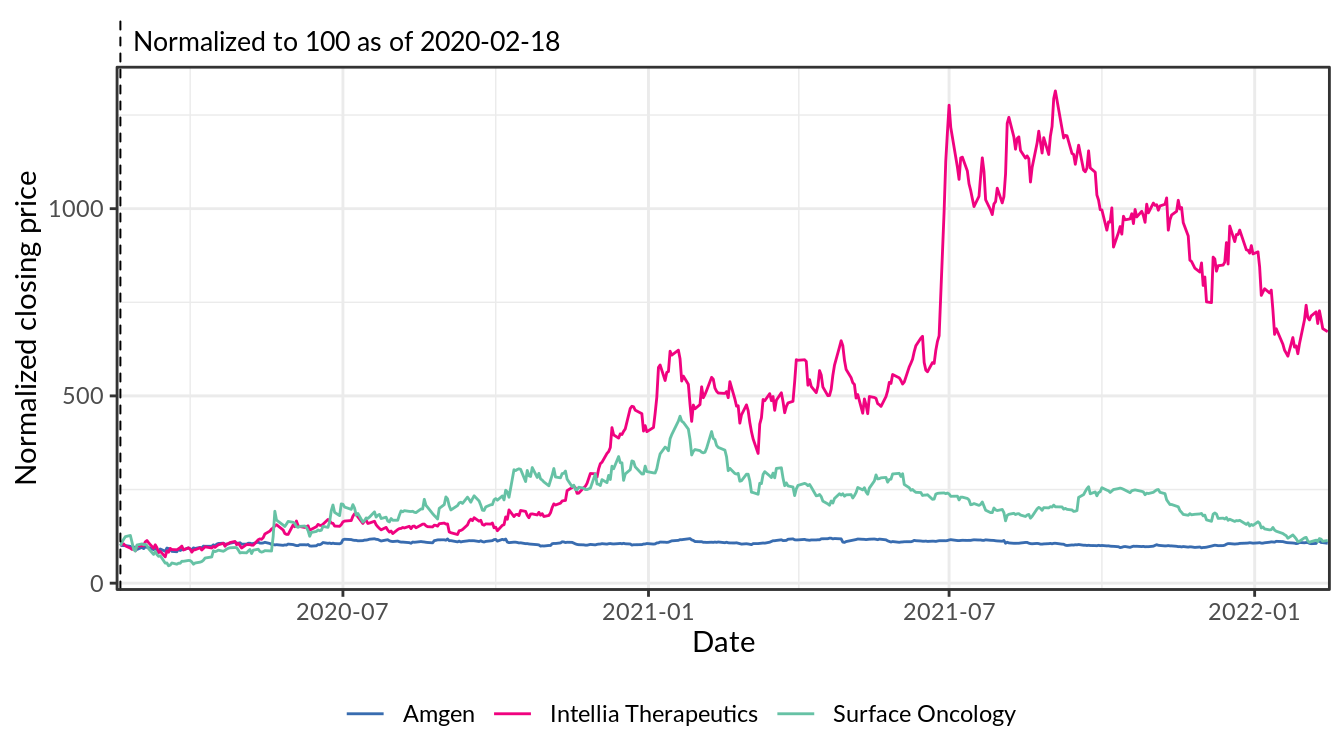 Normalized to 100 as of 2020-02-18
Normalized closing price
1000
500
0
2020-07 2021-01 2021-07 2022-01
Date
Amgen Intellia Therapeutics Surface Oncology